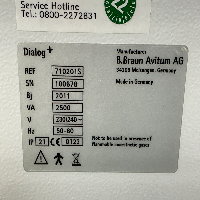 Service Hotline
Tel.: 0800-2272831
Dialog+
Manufacturer
B.Braun Avitum AG
34209 Melsungen, Germany
REF 710201S
SN 100678
Bj 2011
VA 2500
V 230/240~
Hz 50-60
IP 21 CE 0123
Not to be used in presence of
flammable anaesthetic gases
Made in Germany